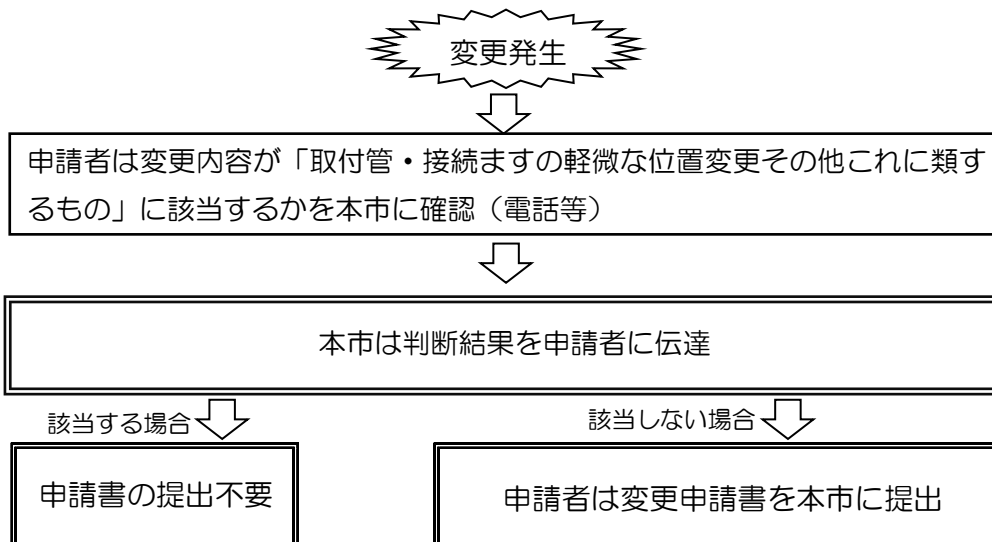 変更発生
申請者は変更内容が「取付管・接続ますの軽微な位置変更その他これに類す
るもの」に該当するかを本市に確認（電話等）
本市は判断結果を申請者に伝達
該当する場合
該当しない場合
申請書の提出不要
申請者は変更申請書を本市に提出